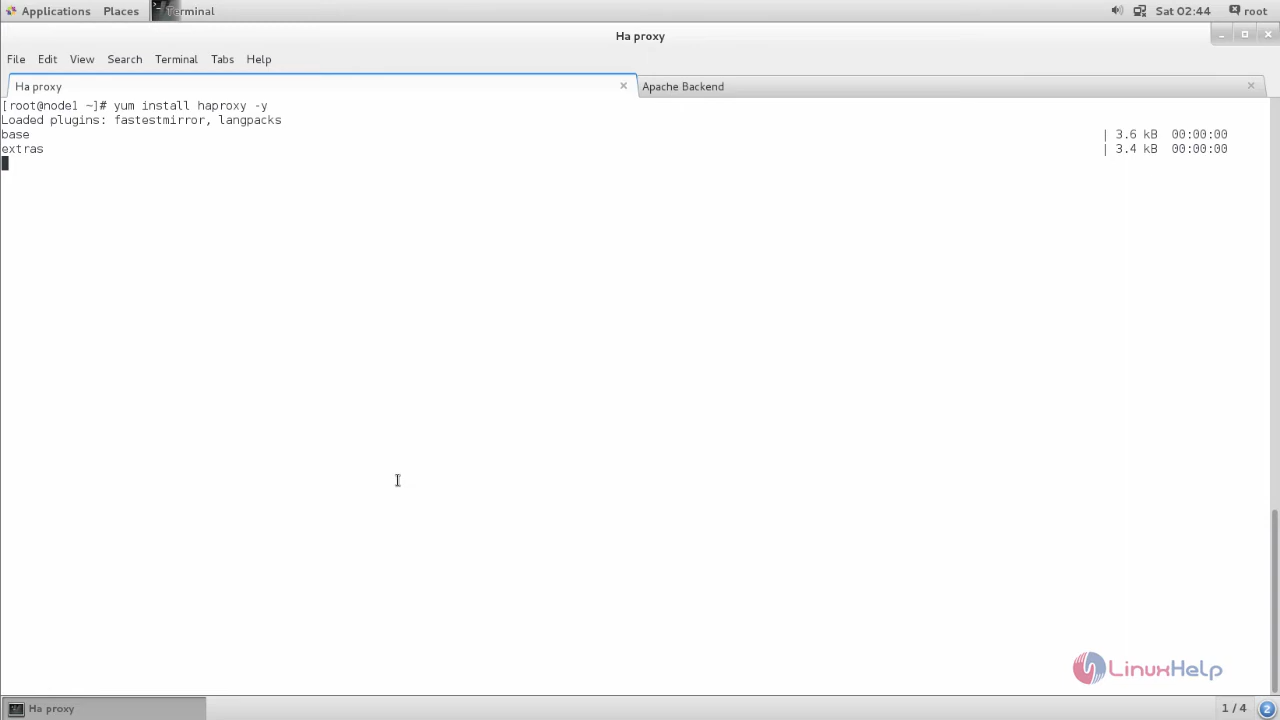 Applications Places Terminal Sat 02:44 root
Ha proxy
File Edit View Search Terminal Tabs Help
Ha proxy Apache Backend
[root@node1 ~]# yum install haproxy -y
Loaded plugins: fastestmirror, langpacks
base | 3.6 kB 00:00:00
extras | 3.4 kB 00:00:00
LinuxHelp
Ha proxy 1 / 4 2